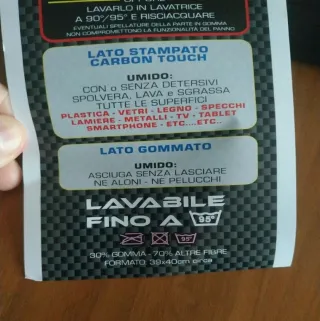 LAVARLO IN LAVATRICE
A 90°/95° E RISCIACQUARE
EVENTUALI SPELLATURE DELLA PARTE IN GOMMA
NON COMPROMETTONO LA FUNZIONALITÀ DEL PANNO
LATO STAMPATO
CARBON TOUCH
UMIDO:
CON o SENZA DETERSIVI
SPOLVERA, LAVA e SGRASSA
TUTTE LE SUPERFICI
PLASTICA - VETRI - LEGNO - SPECCHI
LAMIERE - METALLI - TV - TABLET
SMARTPHONE - ETC....ETC..
LATO GOMMATO
UMIDO:
ASCIUGA SENZA LASCIARE
NE ALONI - NE PELUCCHI
LAVABILE
FINO A 95°
95°
30% GOMMA - 70% ALTRE FIBRE
FORMATO: 39x40cm circa